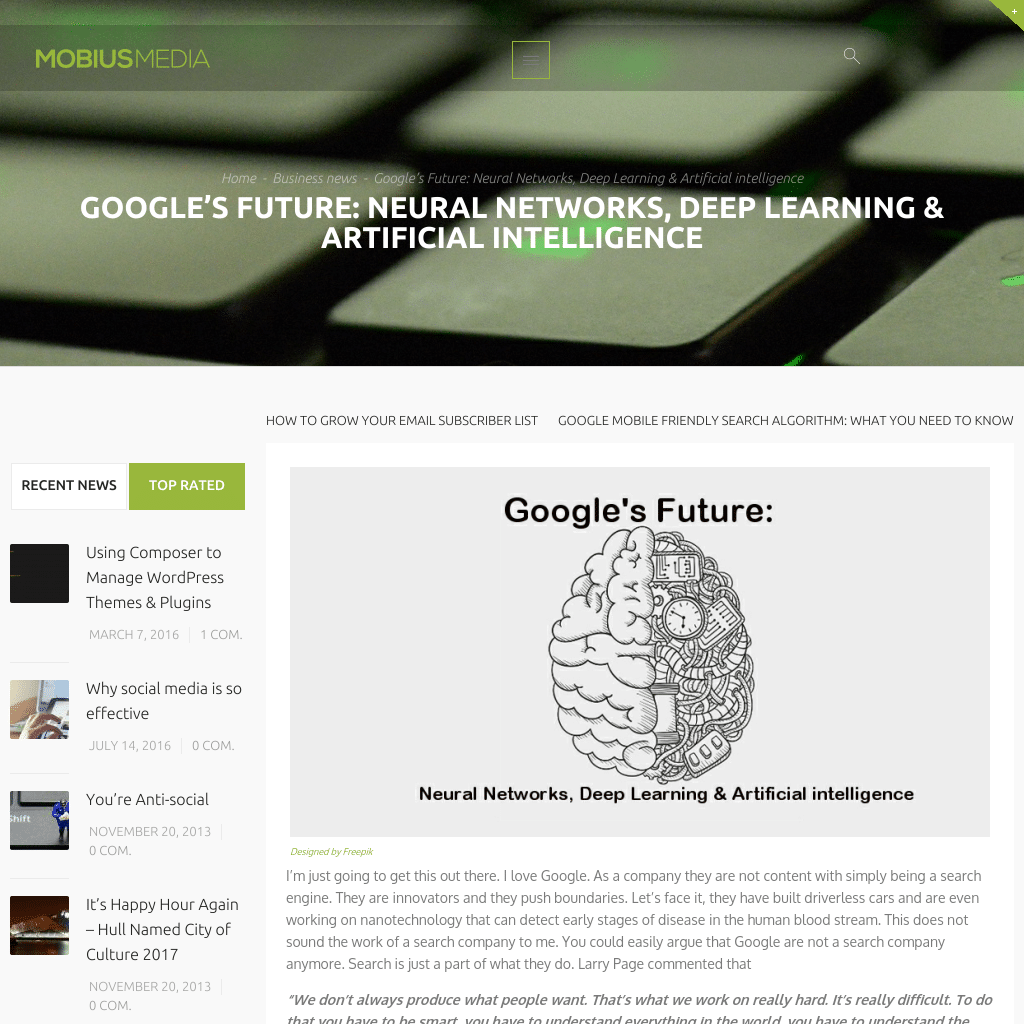 +
MOBIUSMEDIA
Home - Business news - Google’s Future: Neural Networks, Deep Learning & Artificial intelligence
GOOGLE’S FUTURE: NEURAL NETWORKS, DEEP LEARNING &
ARTIFICIAL INTELLIGENCE
HOW TO GROW YOUR EMAIL SUBSCRIBER LIST
GOOGLE MOBILE FRIENDLY SEARCH ALGORITHM: WHAT YOU NEED TO KNOW
RECENT NEWS
TOP RATED
Using Composer to
Manage WordPress
Themes & Plugins
MARCH 7, 2016
1 COM.
Why social media is so
effective
JULY 14, 2016
0 COM.
Shift
You’re Anti-social
NOVEMBER 20, 2013
0 COM.
It’s Happy Hour Again
– Hull Named City of
Culture 2017
NOVEMBER 20, 2013
0 COM.
Google's Future:
Neural Networks, Deep Learning & Artificial intelligence
Designed by Freepik
I’m just going to get this out there. I love Google. As a company they are not content with simply being a search
engine. They are innovators and they push boundaries. Let’s face it, they have built driverless cars and are even
working on nanotechnology that can detect early stages of disease in the human blood stream. This does not
sound the work of a search company to me. You could easily argue that Google are not a search company
anymore. Search is just a part of what they do. Larry Page commented that
“We don’t always produce what people want. That’s what we work on really hard. It’s really difficult. To do
that you have to be smart, you have to understand everything in the world, you have to understand the